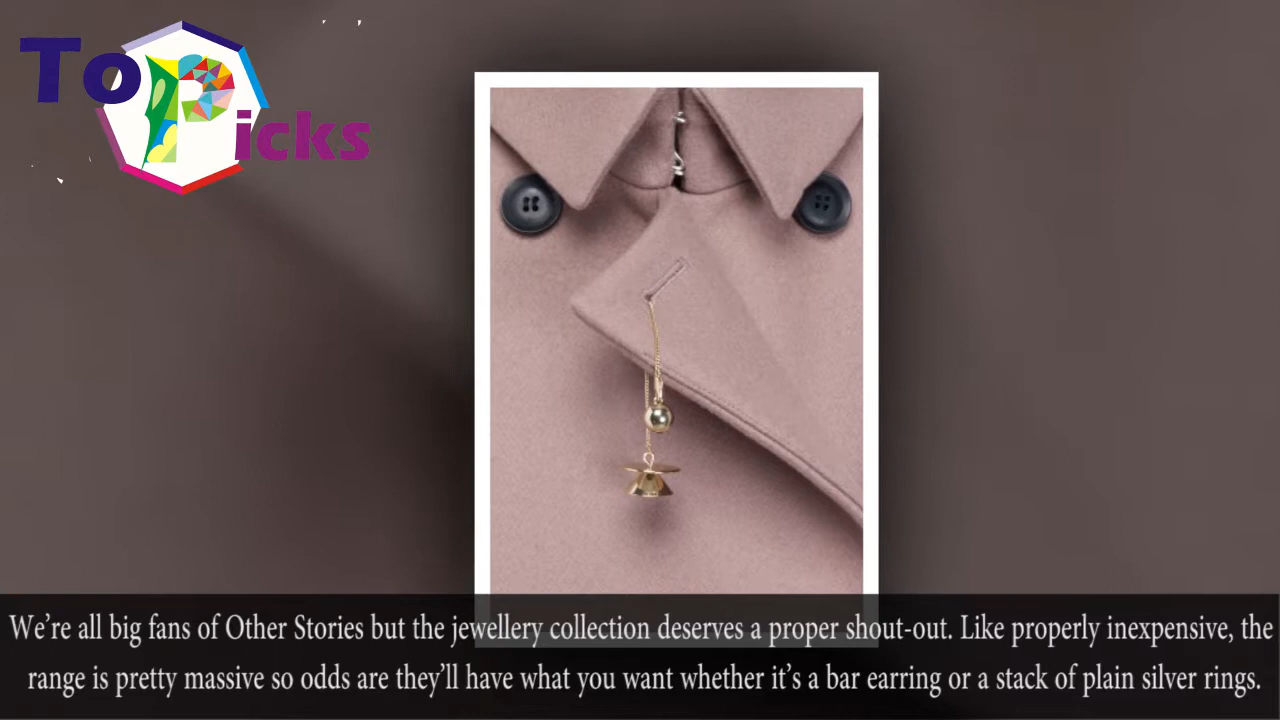 ToPicks
We're all big fans of Other Stories but the jewellery collection deserves a proper shout-out. Like properly inexpensive, the
range is pretty massive so odds are they'll have what you want whether it's a bar earring or a stack of plain silver rings.